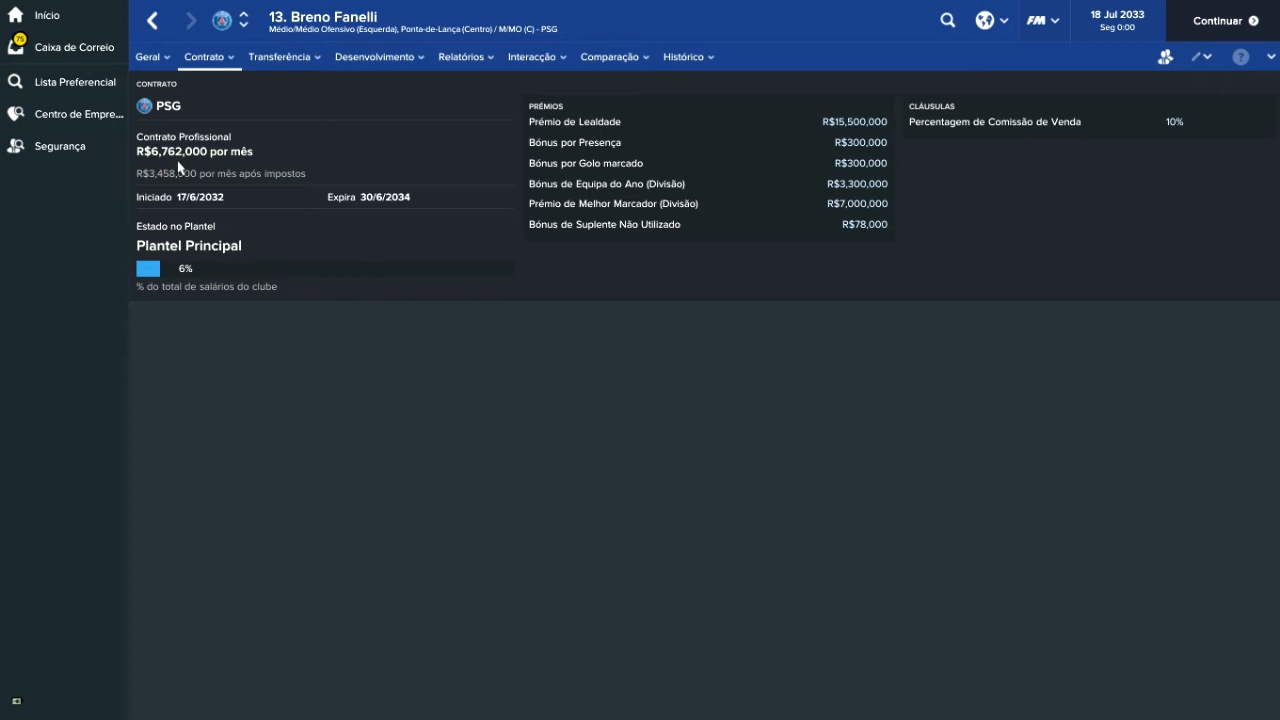 Início
75
Caixa de Correio
Lista Preferencial
Centro de Empre...
Segurança
13. Breno Fanelli
Médio/Médio Ofensivo (Esquerda), Ponta-de-Lança (Centro) / M/MO (C) - PSG
FM
18 Jul 2033
Seg 0:00
Continuar
Geral
Contrato
Transferência
Desenvolvimento
Relatórios
Interacção
Comparação
Histórico
?
CONTRATO
PSG
Contrato Profissional
R$6,762,000 por mês
por mês após impostos
Iniciado 17/6/2032
Expira 30/6/2034
Estado no Plantel
Plantel Principal
6%
% do total de salários do clube
PRÉMIOS
Prémio de Lealdade R$15,500,000
Bónus por Presença R$300,000
Bónus por Golo marcado R$300,000
Bónus de Equipa do Ano (Divisão) R$3,300,000
Prémio de Melhor Marcador (Divisão) R$7,000,000
Bónus de Suplente Não Utilizado R$78,000
CLÁUSULAS
Percentagem de Comissão de Venda 10%